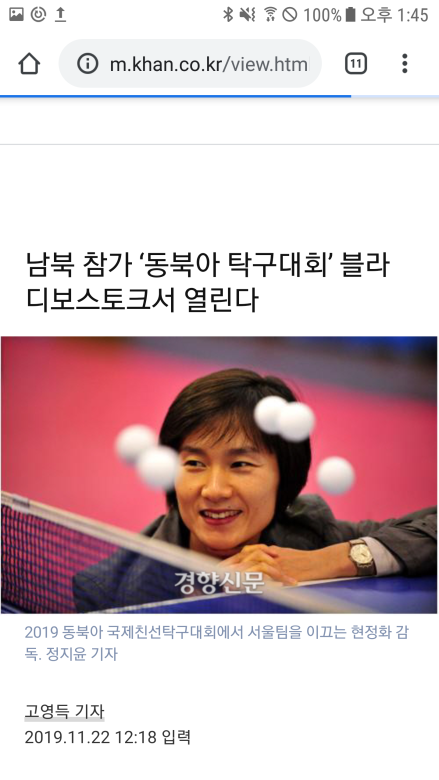 100% 오후 1:45
m.khan.co.kr/view.htm
11
남북 참가 ‘동북아 탁구대회’ 블라
디보스토크서 열린다
경향신문
2019 동북아 국제친선탁구대회에서 서울팀을 이끄는 현정화 감
독. 정지윤 기자
고영득 기자
2019.11.22 12:18 입력